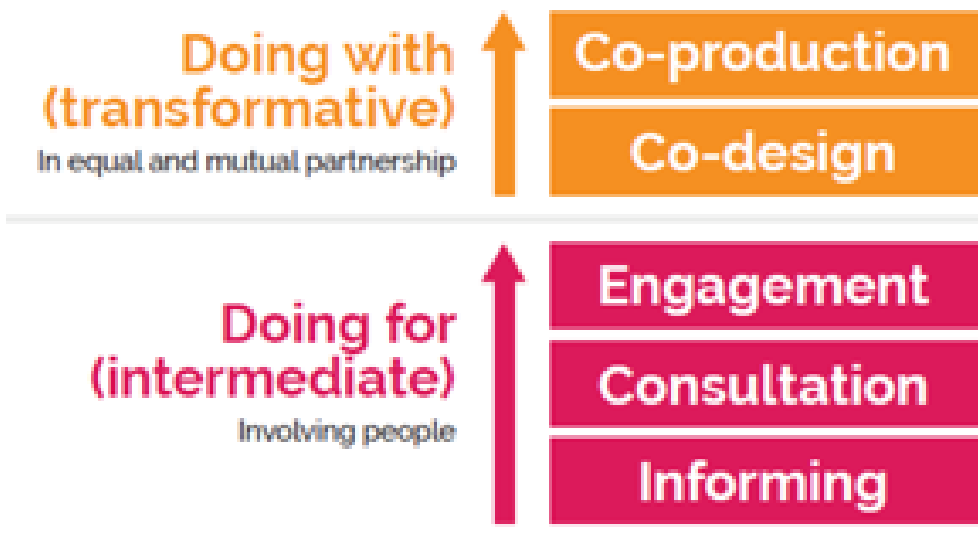 Doing with
(transformative)
In equal and mutual partnership
Co-production
Co-design
Doing for
(intermediate)
Involving people
Engagement
Consultation
Informing